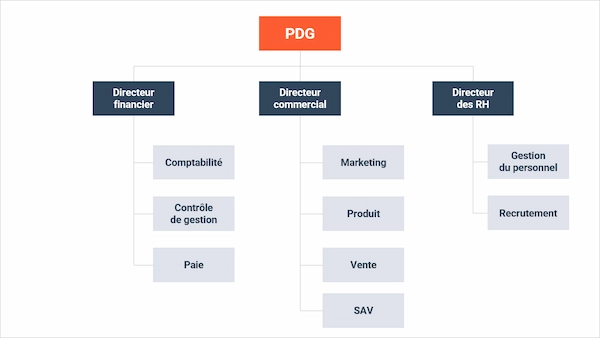 PDG
Directeur
financier
Directeur
commercial
Directeur
des RH
Comptabilité
Contrôle
de gestion
Paie
Marketing
Produit
Vente
SAV
Gestion
du personnel
Recrutement